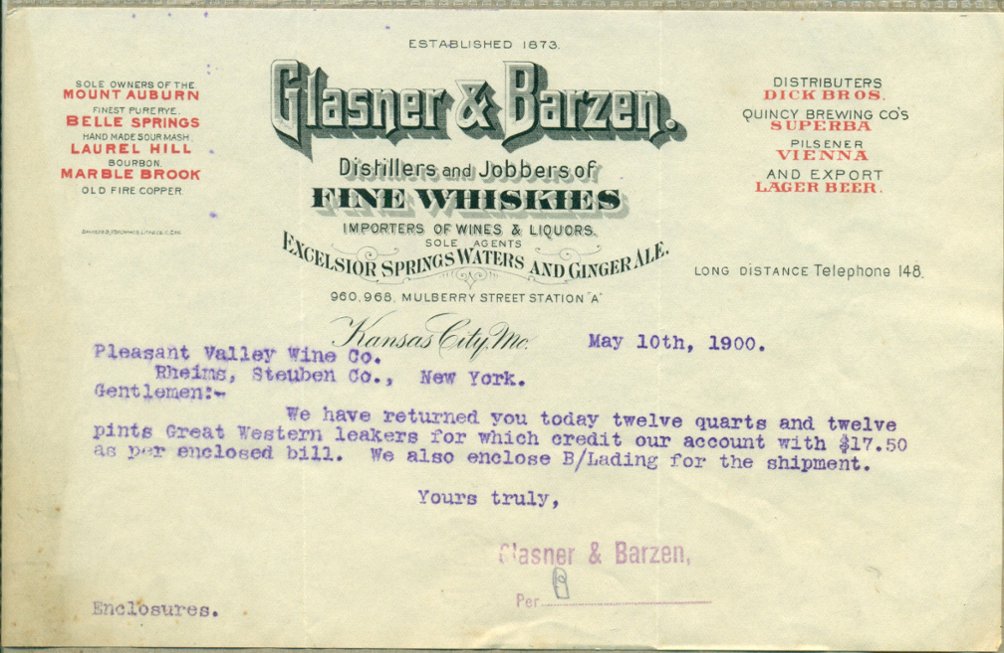 ESTABLISHED 1873.
SOLE OWNERS OF THE
MOUNT AUBURN
FINEST PURE RYE.
BELLE SPRINGS
HAND MADE SOUR MASH.
LAUREL HILL
BOURBON.
MARBLE BROOK
OLD FIRE COPPER.
Glasner & Barzen.
Distillers and Jobbers of
FINE WHISKIES
IMPORTERS OF WINES & LIQUORS.
SOLE AGENTS
EXCELSIOR SPRINGS WATERS AND GINGER ALE.
960,968, MULBERRY STREET STATION "A"
DISTRIBUTERS
DICK BROS.
QUINCY BREWING CO'S
SUPERBA
PILSENER
VIENNA
AND EXPORT
LAGER BEER.
LONG DISTANCE Telephone 148.
Kansas City, Mo. May 10th, 1900.
Pleasant Valley Wine Co.
Rheims, Steuben Co., New York.
Gentlemen:-
We have returned you today twelve quarts and twelve
pints Great Western leakers for which credit our account with $17.50
as per enclosed bill. We also enclose B/Lading for the shipment.
Yours truly,
Glasner & Barzen,
Per B
Enclosures.